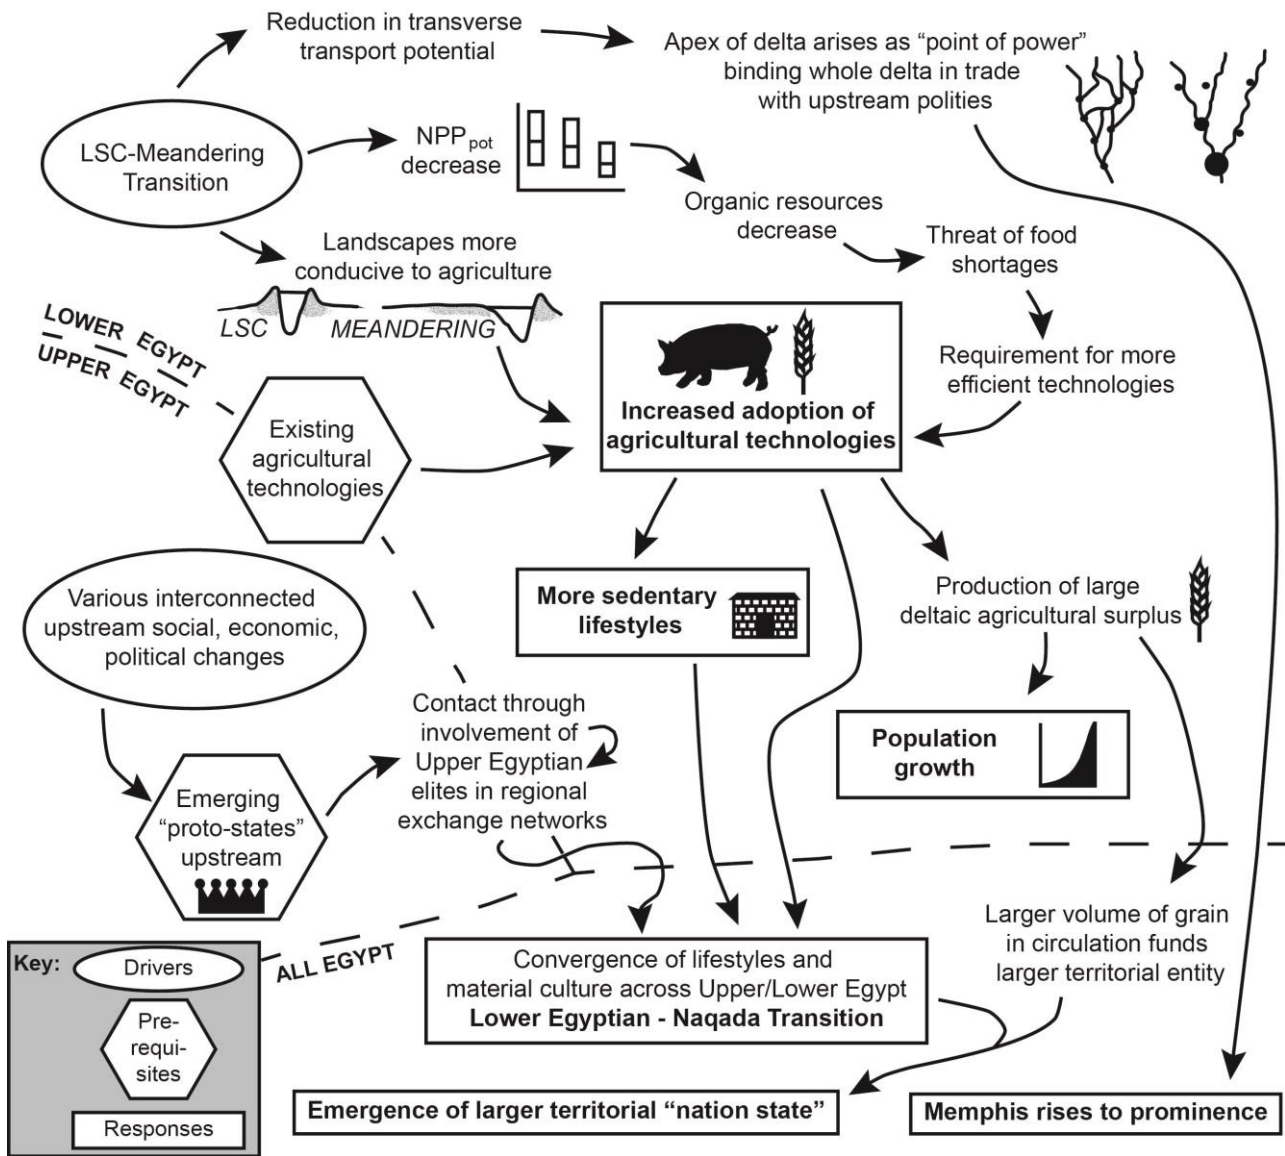 Reduction in transverse
transport potential
Apex of delta arises as “point of power”
binding whole delta in trade
with upstream polities
LSC-Meandering
Transition
NPPpot
decrease
Organic resources
decrease
Threat of food
shortages
Landscapes more
conducive to agriculture
LSC
MEANDERING
LOWER EGYPT
UPPER EGYPT
Requirement for more
efficient technologies
Increased adoption of
agricultural technologies
Existing
agricultural
technologies
More sedentary
lifestyles
Production of large
deltaic agricultural surplus
Various interconnected
upstream social, economic,
political changes
Contact through
involvement of
Upper Egyptian
elites in regional
exchange networks
Population
growth
Emerging
“proto-states”
upstream
Larger volume of grain
in circulation funds
larger territorial entity
ALL EGYPT
Convergence of lifestyles and
material culture across Upper/Lower Egypt
Lower Egyptian - Naqada Transition
Key:
Drivers
Pre-
requi-
sites
Responses
Emergence of larger territorial “nation state”
Memphis rises to prominence